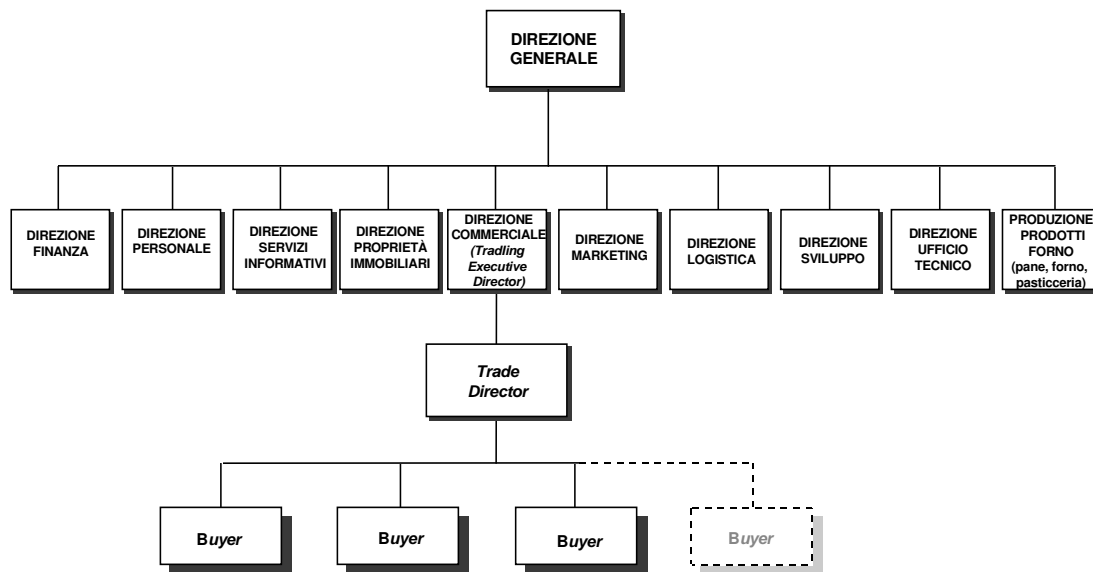 DIREZIONE
GENERALE
DIREZIONE
FINANZA
DIREZIONE
PERSONALE
DIREZIONE
SERVIZI
INFORMATIVI
DIREZIONE
PROPRIETÀ
IMMOBILIARI
DIREZIONE
COMMERCIALE
(Tradling
Executive
Director)
DIREZIONE
MARKETING
DIREZIONE
LOGISTICA
DIREZIONE
SVILUPPO
DIREZIONE
UFFICIO
TECNICO
PRODUZIONE
PRODOTTI
FORNO
(pane, forno,
pasticceria)
Trade
Director
Buyer
Buyer
Buyer
Buyer